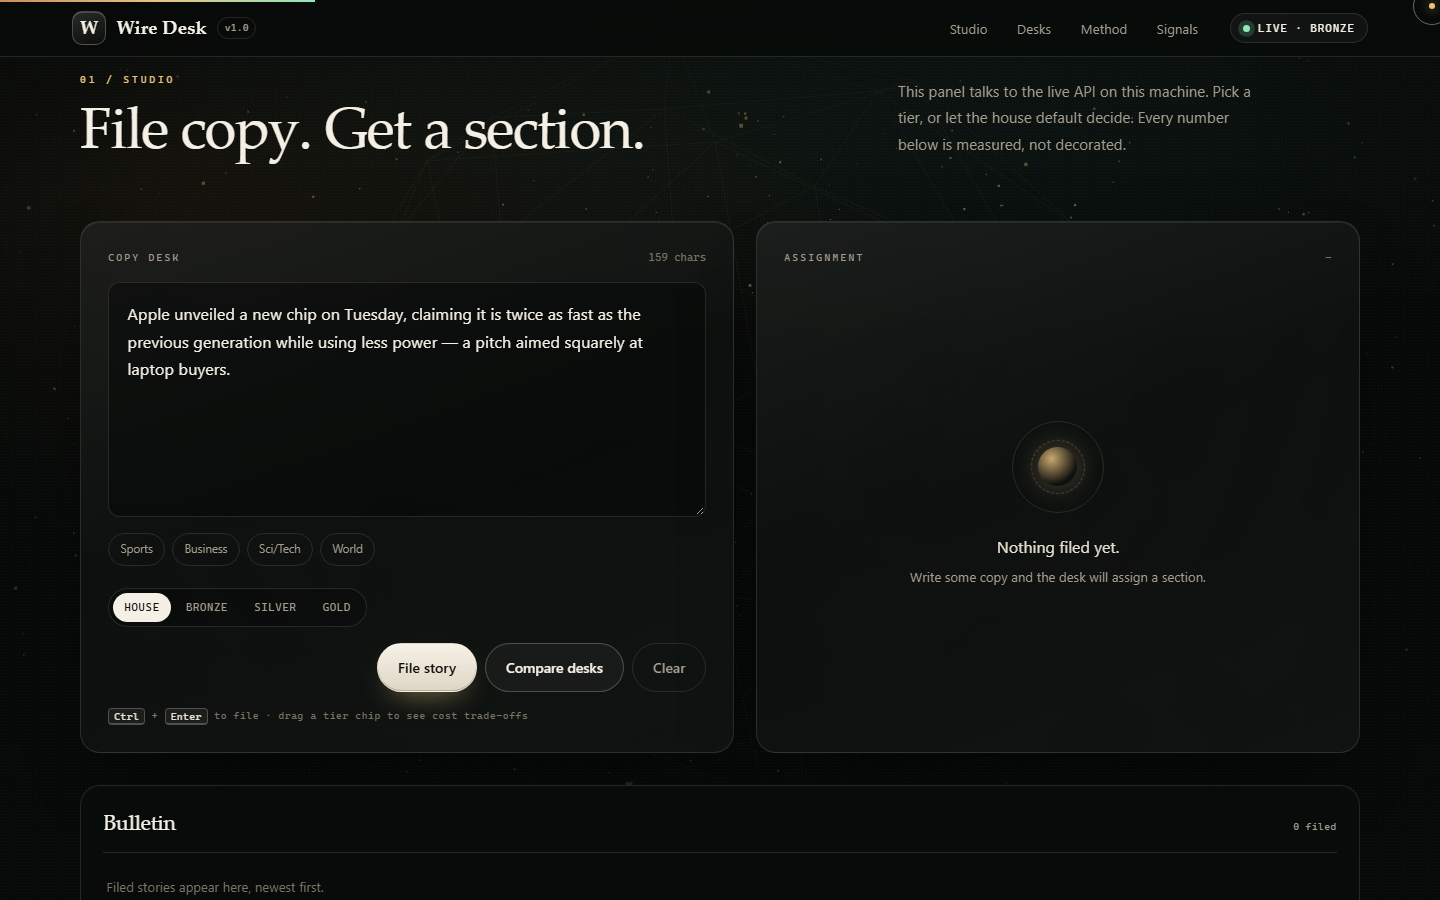 W Wire Desk v1.0 Studio Desks Method Signals LIVE · BRONZE
01 / STUDIO
File copy. Get a section.
This panel talks to the live API on this machine. Pick a
tier, or let the house default decide. Every number
below is measured, not decorated.
COPY DESK 159 chars
Apple unveiled a new chip on Tuesday, claiming it is twice as fast as the
previous generation while using less power — a pitch aimed squarely at
laptop buyers.
Sports Business Sci/Tech World
HOUSE BRONZE SILVER GOLD
File story Compare desks Clear
Ctrl + Enter to file · drag a tier chip to see cost trade-offs
ASSIGNMENT —
Nothing filed yet.
Write some copy and the desk will assign a section.
Bulletin 0 filed
Filed stories appear here, newest first.